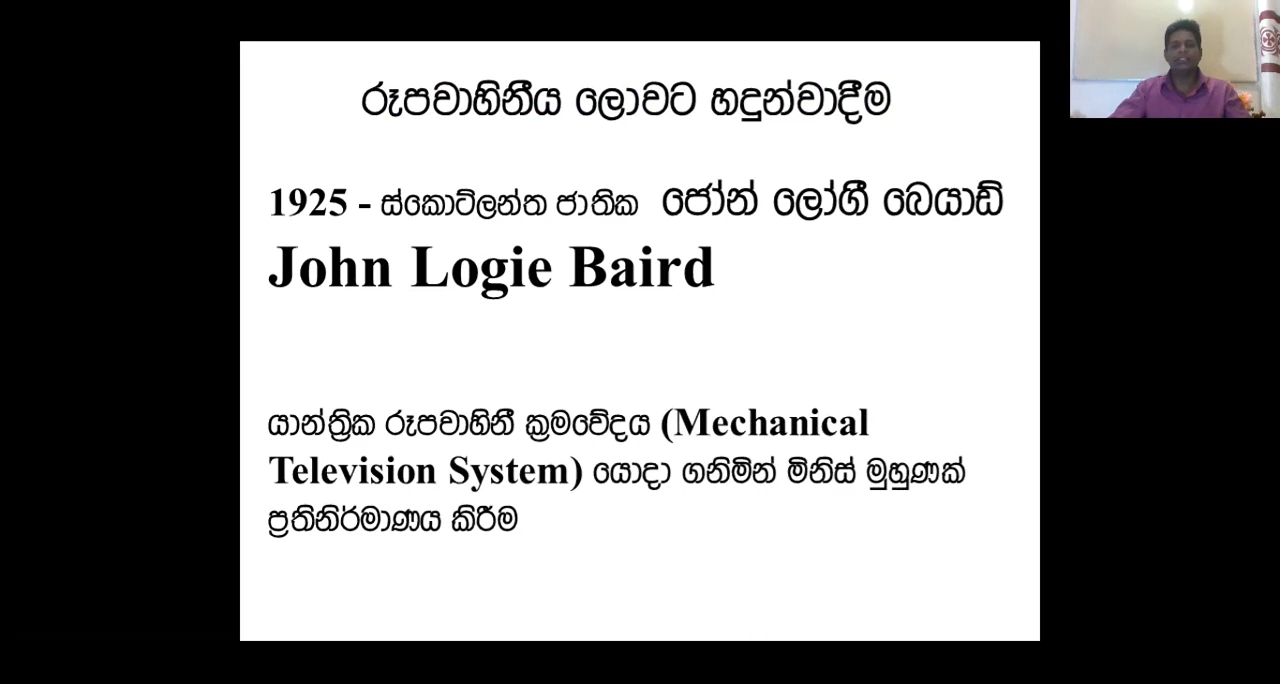 රූපවාහිනීය ලොවට හඳුන්වාදීම
1925 - ස්කොට්ලන්ත ජාතික ජෝන් ලෝගී බෙයාඩ්
John Logie Baird
යාන්ත්‍රික රූපවාහිනී ක්‍රමවේදය (Mechanical
Television System) යොදා ගනිමින් මිනිස් මුහුණක්
ප්‍රතිනිර්මාණය කිරීම